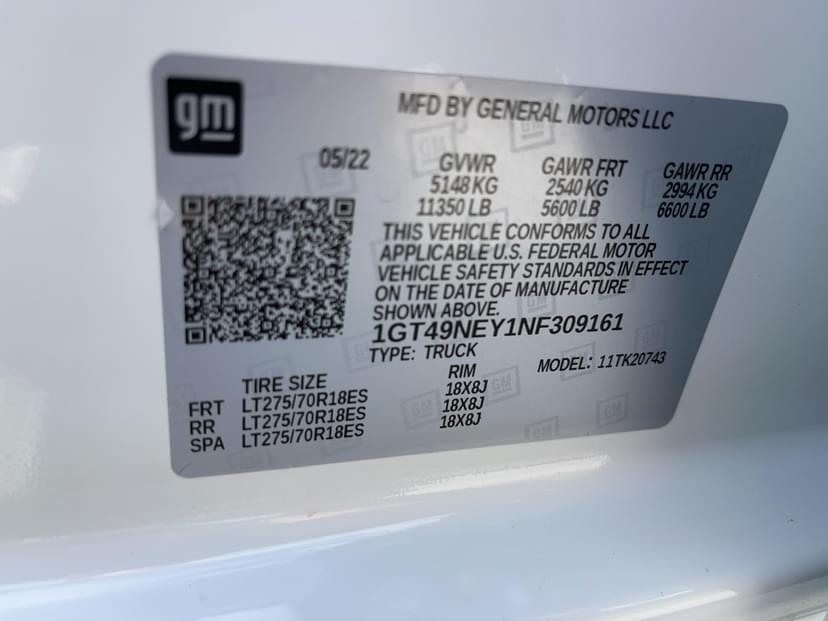 gm
MFD BY GENERAL MOTORS LLC
05/22 GVWR GAWR FRT GAWR RR
5148 KG 2540 KG 2994 KG
11350 LB 5600 LB 6600 LB
THIS VEHICLE CONFORMS TO ALL
APPLICABLE U.S. FEDERAL MOTOR
VEHICLE SAFETY STANDARDS IN EFFECT
ON THE DATE OF MANUFACTURE
SHOWN ABOVE.
1GT49NEY1NF309161
TYPE: TRUCK MODEL: 11TK20743
TIRE SIZE RIM
FRT LT275/70R18ES 18X8J
RR LT275/70R18ES 18X8J
SPA LT275/70R18ES 18X8J